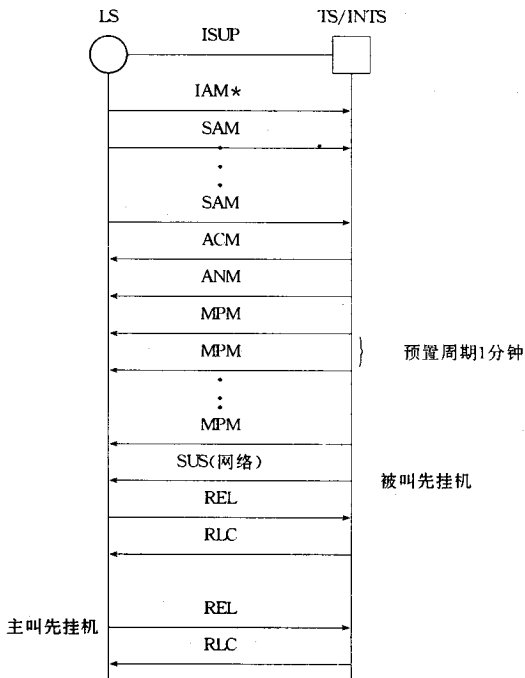 LS TS/INTS
ISUP
IAM*
SAM
SAM
ACM
ANM
MPM
MPM
预置周期1分钟
MPM
SUS(网络)
被叫先挂机
REL
RLC
REL
主叫先挂机
RLC